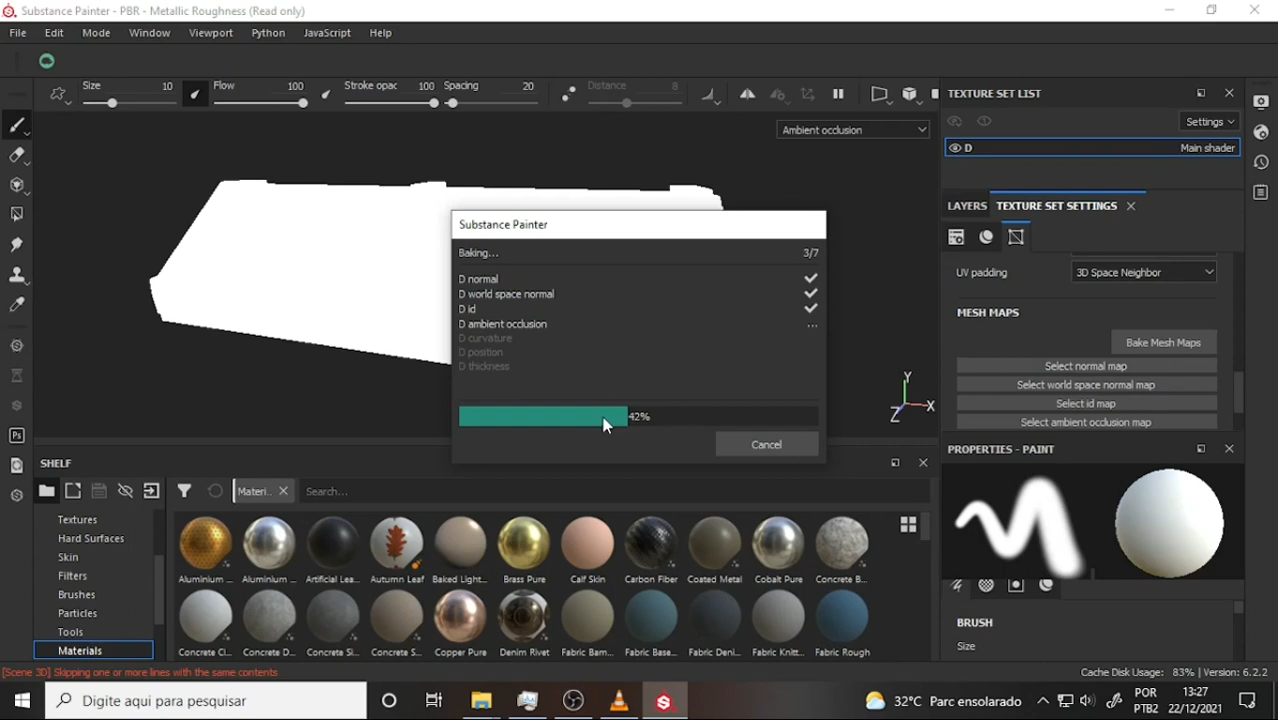 Substance Painter - PBR - Metallic Roughness (Read only)
File Edit Mode Window Viewport Python JavaScript Help
Size 10 Flow 100 Stroke opac 100 Spacing 20 Distance 8
Ambient occlusion
TEXTURE SET LIST
Settings
D Main shader
LAYERS TEXTURE SET SETTINGS
UV padding 3D Space Neighbor
MESH MAPS
Bake Mesh Maps
Select normal map
Select world space normal map
Select id map
Select ambient occlusion map
Substance Painter
Baking... 3/7
D normal
D world space normal
D id
D ambient occlusion ...
D curvature
D position
D thickness
42%
Cancel
Y
X
Z
PROPERTIES - PAINT
BRUSH
Size
SHELF
Ps
Materi.. Search...
Textures
Hard Surfaces
Skin
Filters
Brushes
Particles
Tools
Materials
Aluminium ... Aluminium ... Artificial Lea... Autumn Leaf Baked Light... Brass Pure Calf Skin Carbon Fiber Coated Metal Cobalt Pure Concrete B...
Concrete Cl... Concrete D... Concrete Si... Concrete S... Copper Pure Denim Rivet Fabric Bam... Fabric Base... Fabric Deni... Fabric Knitt... Fabric Rough
[Scene 3D] Skipping one or more lines with the same contents
Cache Disk Usage: 83% | Version: 6.2.2
Digite aqui para pesquisar
32°C Parc ensolarado
POR
PTB2
13:27
22/12/2021